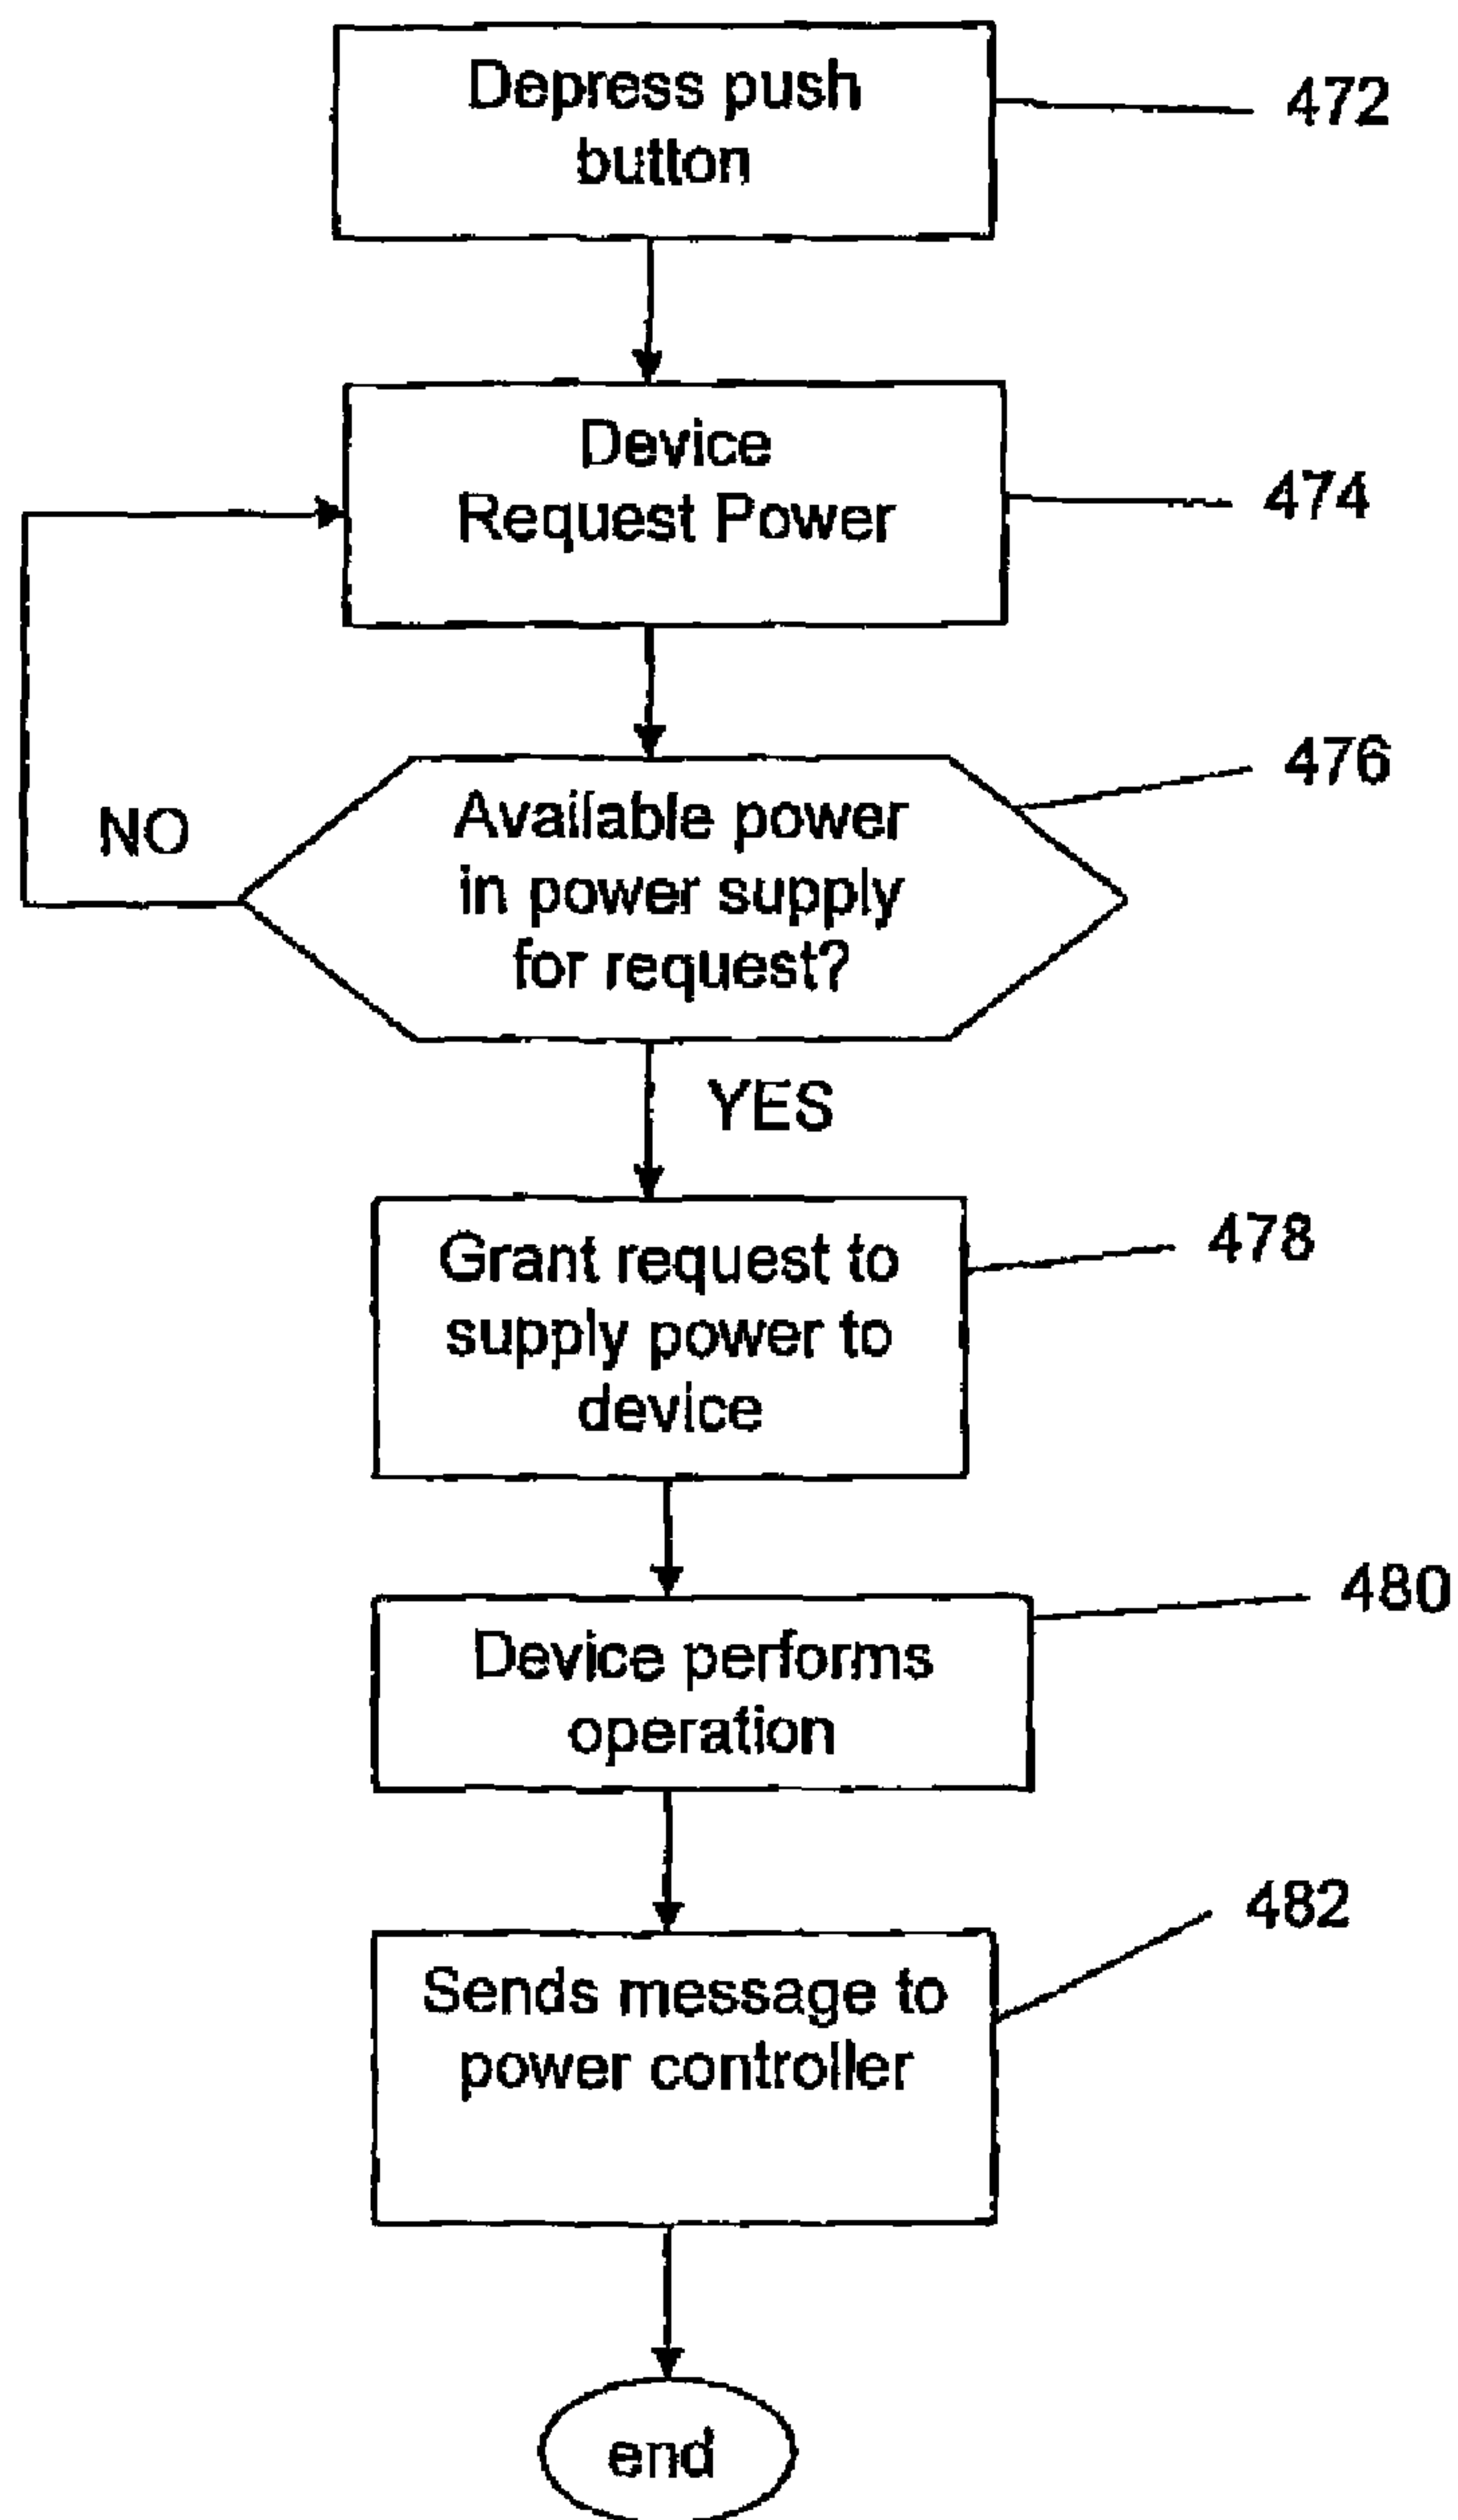 Depress push
button
472
Device
Request Power
474
476
NO
Available power
in power supply
for request?
YES
Grant request to
supply power to
device
478
480
Device performs
operation
482
Sends message to
power controller
end